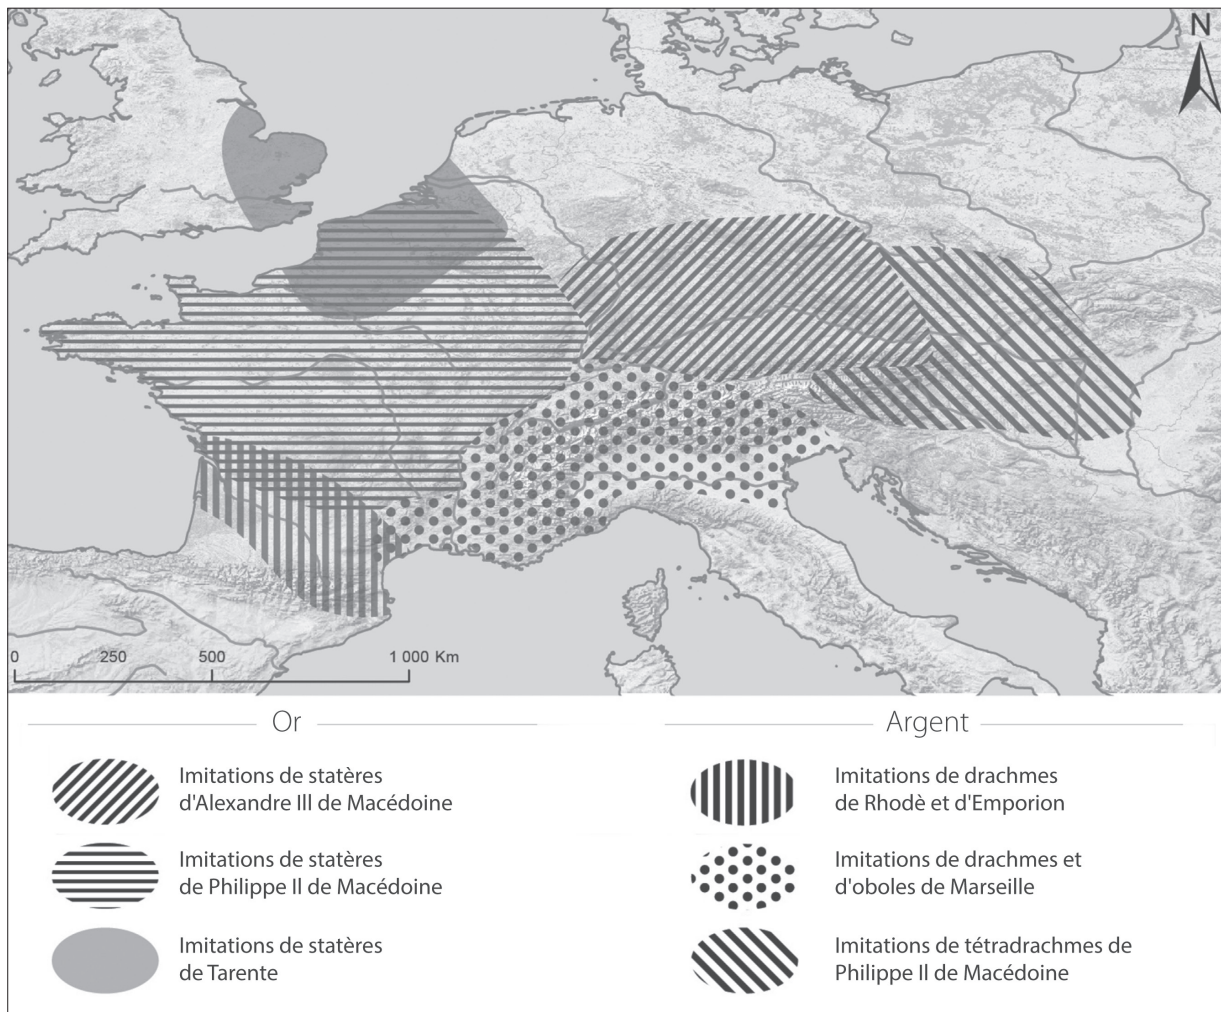 N
0 250 500 1 000 Km
Or
Imitations de statères
d'Alexandre III de Macédoine
Imitations de statères
de Philippe II de Macédoine
Imitations de statères
de Tarente
Argent
Imitations de drachmes
de Rhodè et d'Emporion
Imitations de drachmes et
d'oboles de Marseille
Imitations de tétradrachmes de
Philippe II de Macédoine